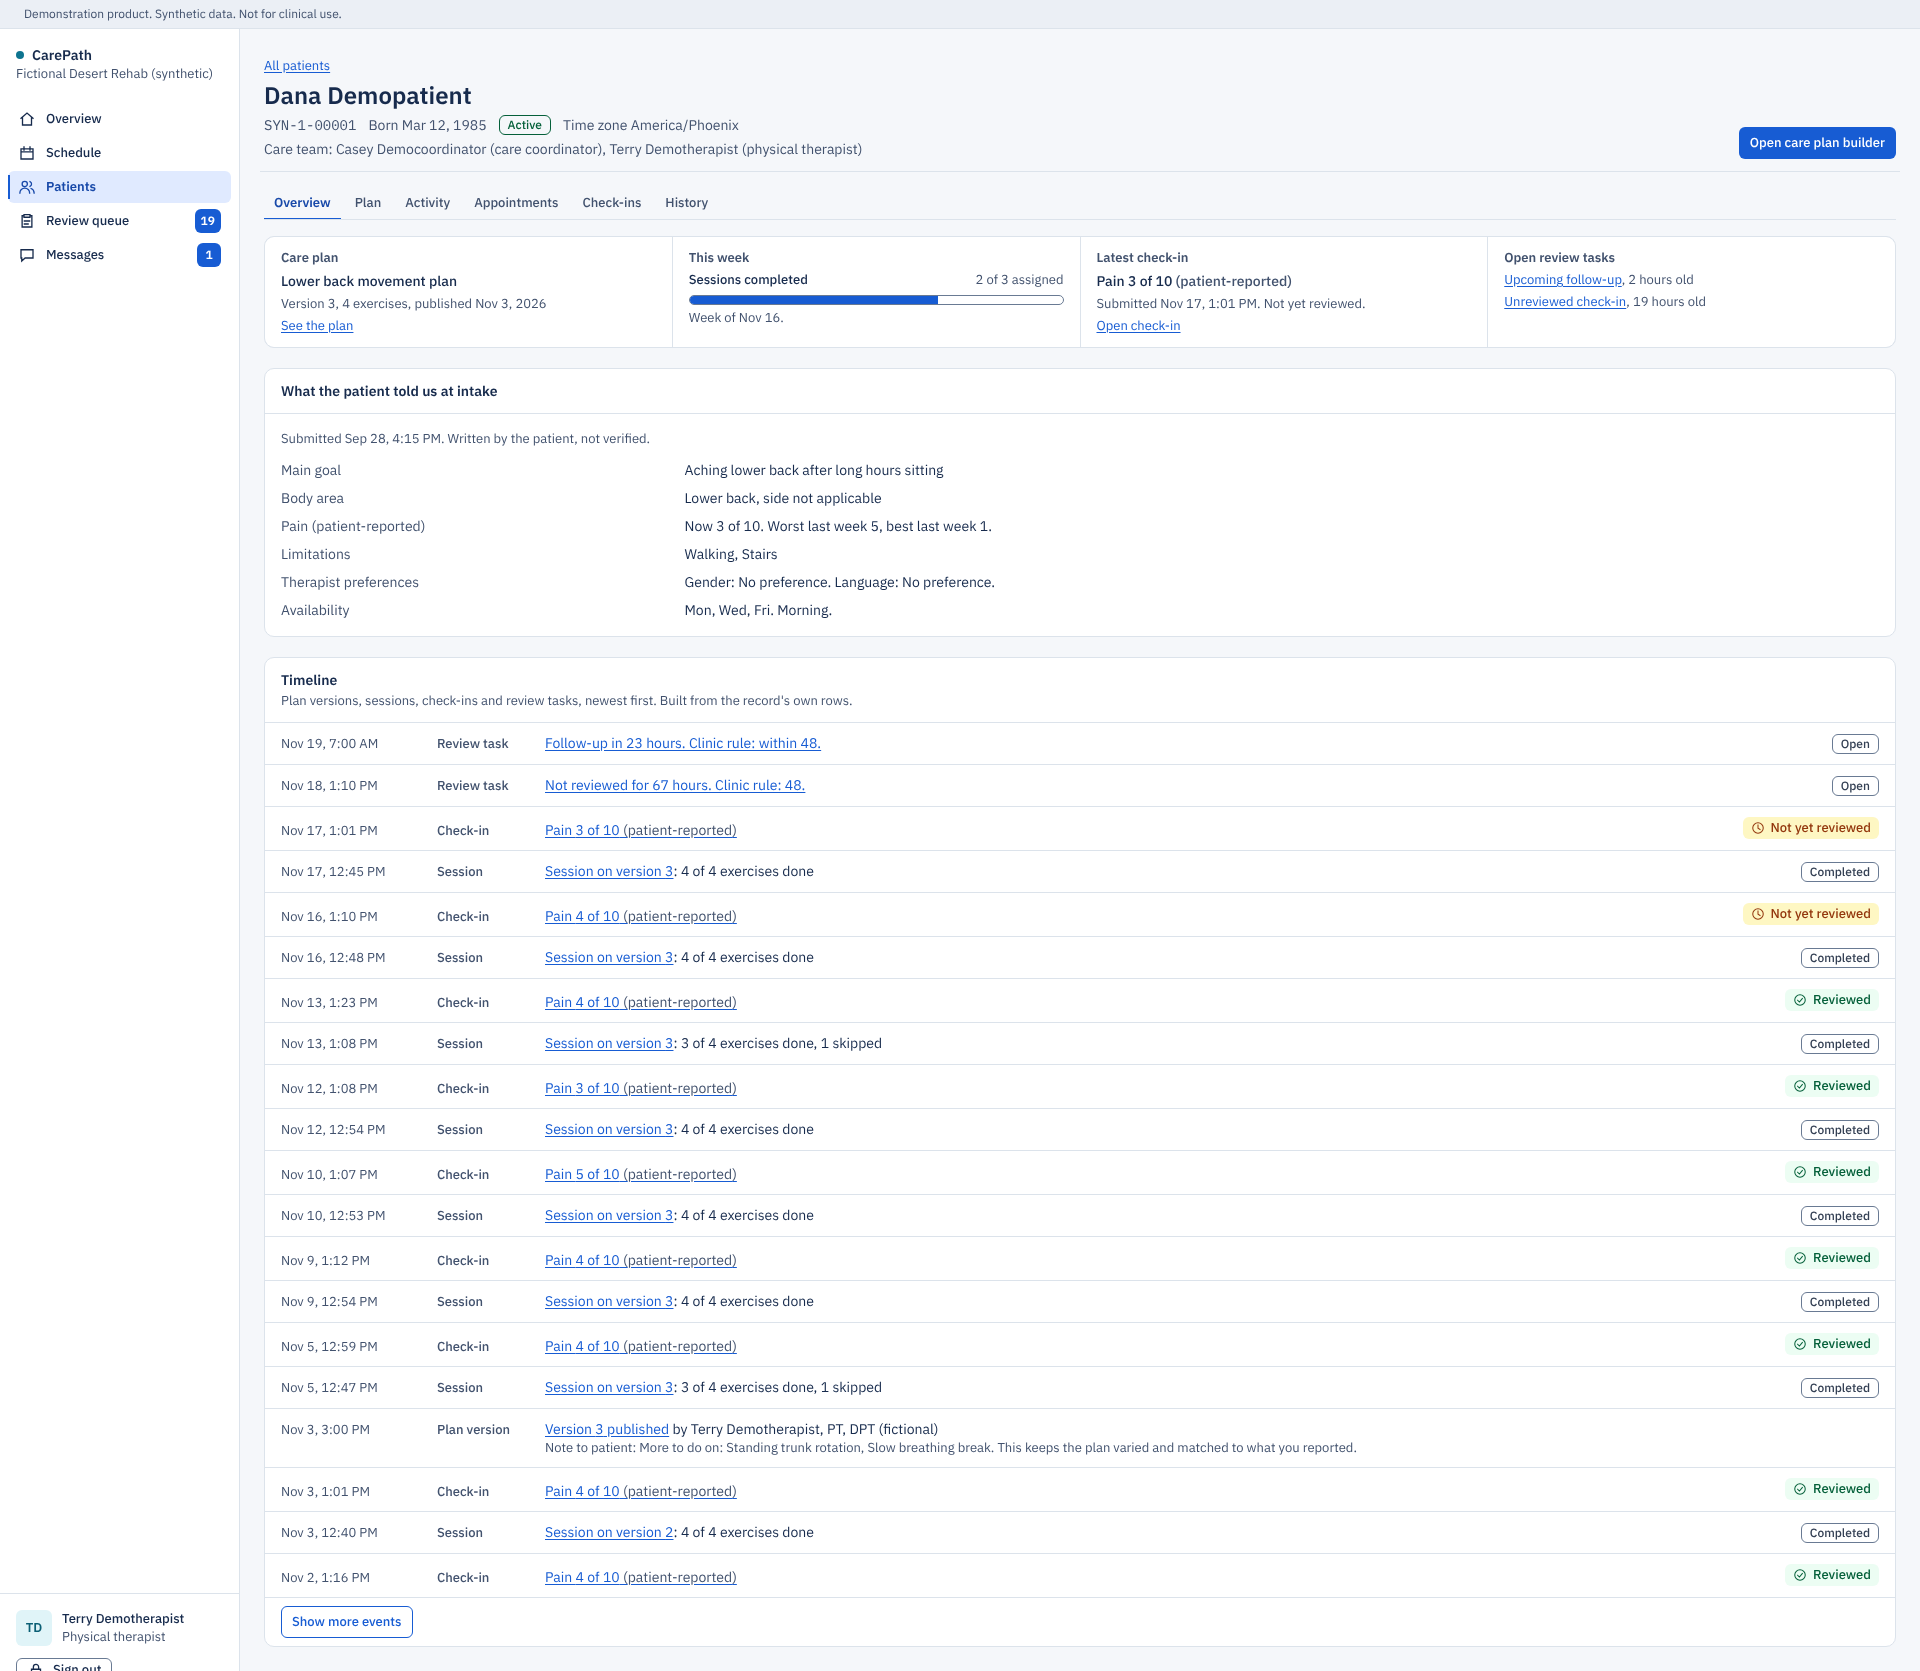 Demonstration product. Synthetic data. Not for clinical use.
CarePath
Fictional Desert Rehab (synthetic)
Overview
Schedule
Patients
Review queue 19
Messages 1
Terry Demotherapist
TD
Physical therapist
Sign out
All patients
Dana Demopatient
SYN-1-00001 Born Mar 12, 1985 Active Time zone America/Phoenix
Care team: Casey Democoordinator (care coordinator), Terry Demotherapist (physical therapist)
Open care plan builder
Overview Plan Activity Appointments Check-ins History
Care plan
Lower back movement plan
Version 3, 4 exercises, published Nov 3, 2026
See the plan
This week
Sessions completed 2 of 3 assigned
Week of Nov 16.
Latest check-in
Pain 3 of 10 (patient-reported)
Submitted Nov 17, 1:01 PM. Not yet reviewed.
Open check-in
Open review tasks
Upcoming follow-up, 2 hours old
Unreviewed check-in, 19 hours old
What the patient told us at intake
Submitted Sep 28, 4:15 PM. Written by the patient, not verified.
Main goal Aching lower back after long hours sitting
Body area Lower back, side not applicable
Pain (patient-reported) Now 3 of 10. Worst last week 5, best last week 1.
Limitations Walking, Stairs
Therapist preferences Gender: No preference. Language: No preference.
Availability Mon, Wed, Fri. Morning.
Timeline
Plan versions, sessions, check-ins and review tasks, newest first. Built from the record's own rows.
Nov 19, 7:00 AM Review task Follow-up in 23 hours. Clinic rule: within 48. Open
Nov 18, 1:10 PM Review task Not reviewed for 67 hours. Clinic rule: 48. Open
Nov 17, 1:01 PM Check-in Pain 3 of 10 (patient-reported) Not yet reviewed
Nov 17, 12:45 PM Session Session on version 3: 4 of 4 exercises done Completed
Nov 16, 1:10 PM Check-in Pain 4 of 10 (patient-reported) Not yet reviewed
Nov 16, 12:48 PM Session Session on version 3: 4 of 4 exercises done Completed
Nov 13, 1:23 PM Check-in Pain 4 of 10 (patient-reported) Reviewed
Nov 13, 1:08 PM Session Session on version 3: 3 of 4 exercises done, 1 skipped Completed
Nov 12, 1:08 PM Check-in Pain 3 of 10 (patient-reported) Reviewed
Nov 12, 12:54 PM Session Session on version 3: 4 of 4 exercises done Completed
Nov 10, 1:07 PM Check-in Pain 5 of 10 (patient-reported) Reviewed
Nov 10, 12:53 PM Session Session on version 3: 4 of 4 exercises done Completed
Nov 9, 1:12 PM Check-in Pain 4 of 10 (patient-reported) Reviewed
Nov 9, 12:54 PM Session Session on version 3: 4 of 4 exercises done Completed
Nov 5, 12:59 PM Check-in Pain 4 of 10 (patient-reported) Reviewed
Nov 5, 12:47 PM Session Session on version 3: 3 of 4 exercises done, 1 skipped Completed
Nov 3, 3:00 PM Plan version Version 3 published by Terry Demotherapist, PT, DPT (fictional)
Note to patient: More to do on: Standing trunk rotation, Slow breathing break. This keeps the plan varied and matched to what you reported.
Nov 3, 1:01 PM Check-in Pain 4 of 10 (patient-reported) Reviewed
Nov 3, 12:40 PM Session Session on version 2: 4 of 4 exercises done Completed
Nov 2, 1:16 PM Check-in Pain 4 of 10 (patient-reported) Reviewed
Show more events